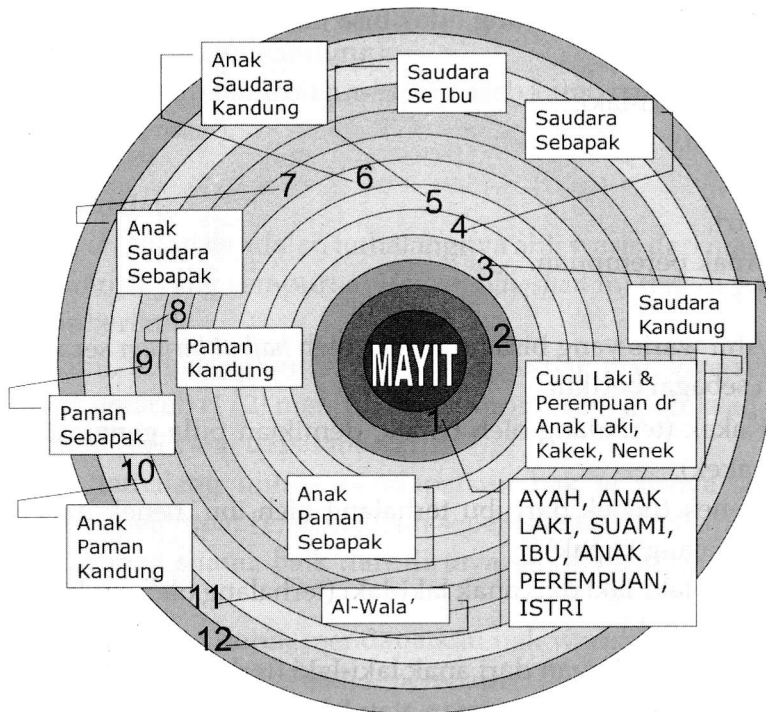 MAYIT
1
AYAH, ANAK
LAKI, SUAMI,
IBU, ANAK
PEREMPUAN,
ISTRI
2
Cucu Laki &
Perempuan dr
Anak Laki,
Kakek, Nenek
3
Saudara
Kandung
4
Saudara
Sebapak
5
Saudara
Se Ibu
6
Anak
Saudara
Kandung
7
Anak
Saudara
Sebapak
8
Paman
Kandung
9
Paman
Sebapak
10
Anak
Paman
Kandung
11
Anak
Paman
Sebapak
12
Al-Wala’